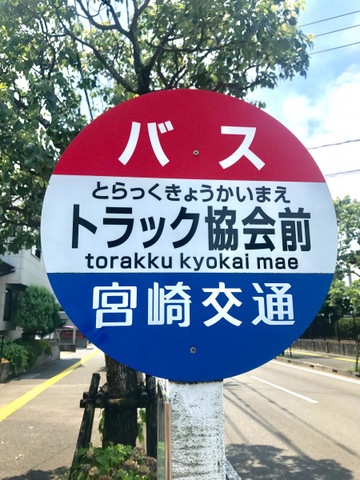 バス
とらっくきょうかいまえ
トラック協会前
torakku kyokai mae
宮崎交通